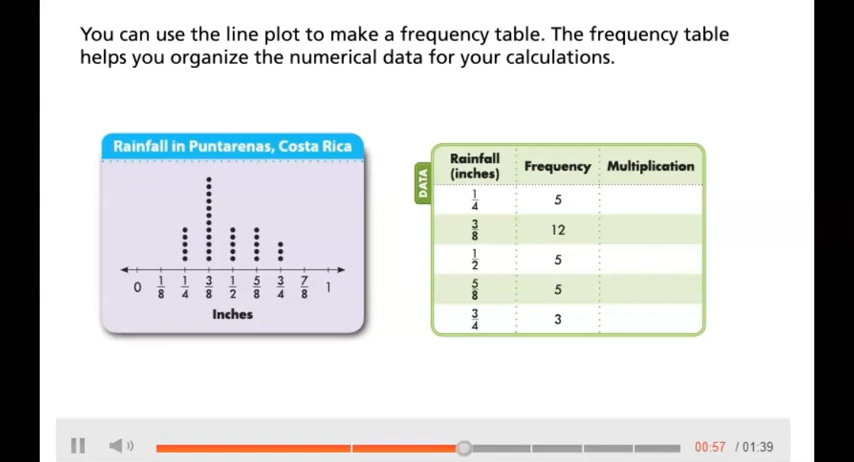 You can use the line plot to make a frequency table. The frequency table
helps you organize the numerical data for your calculations.
Rainfall in Puntarenas, Costa Rica
0 1/8 1/4 3/8 1/2 5/8 3/4 7/8 1
Inches
DATA
Rainfall (inches) Frequency Multiplication
1/4 5
3/8 12
1/2 5
5/8 5
3/4 3
00:57 / 01:39